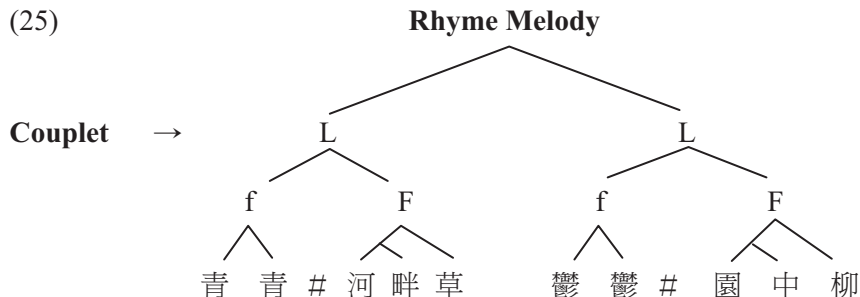 (25) Rhyme Melody
Couplet → L L
f F f F
青 青 # 河 畔 草 鬱 鬱 # 園 中 柳